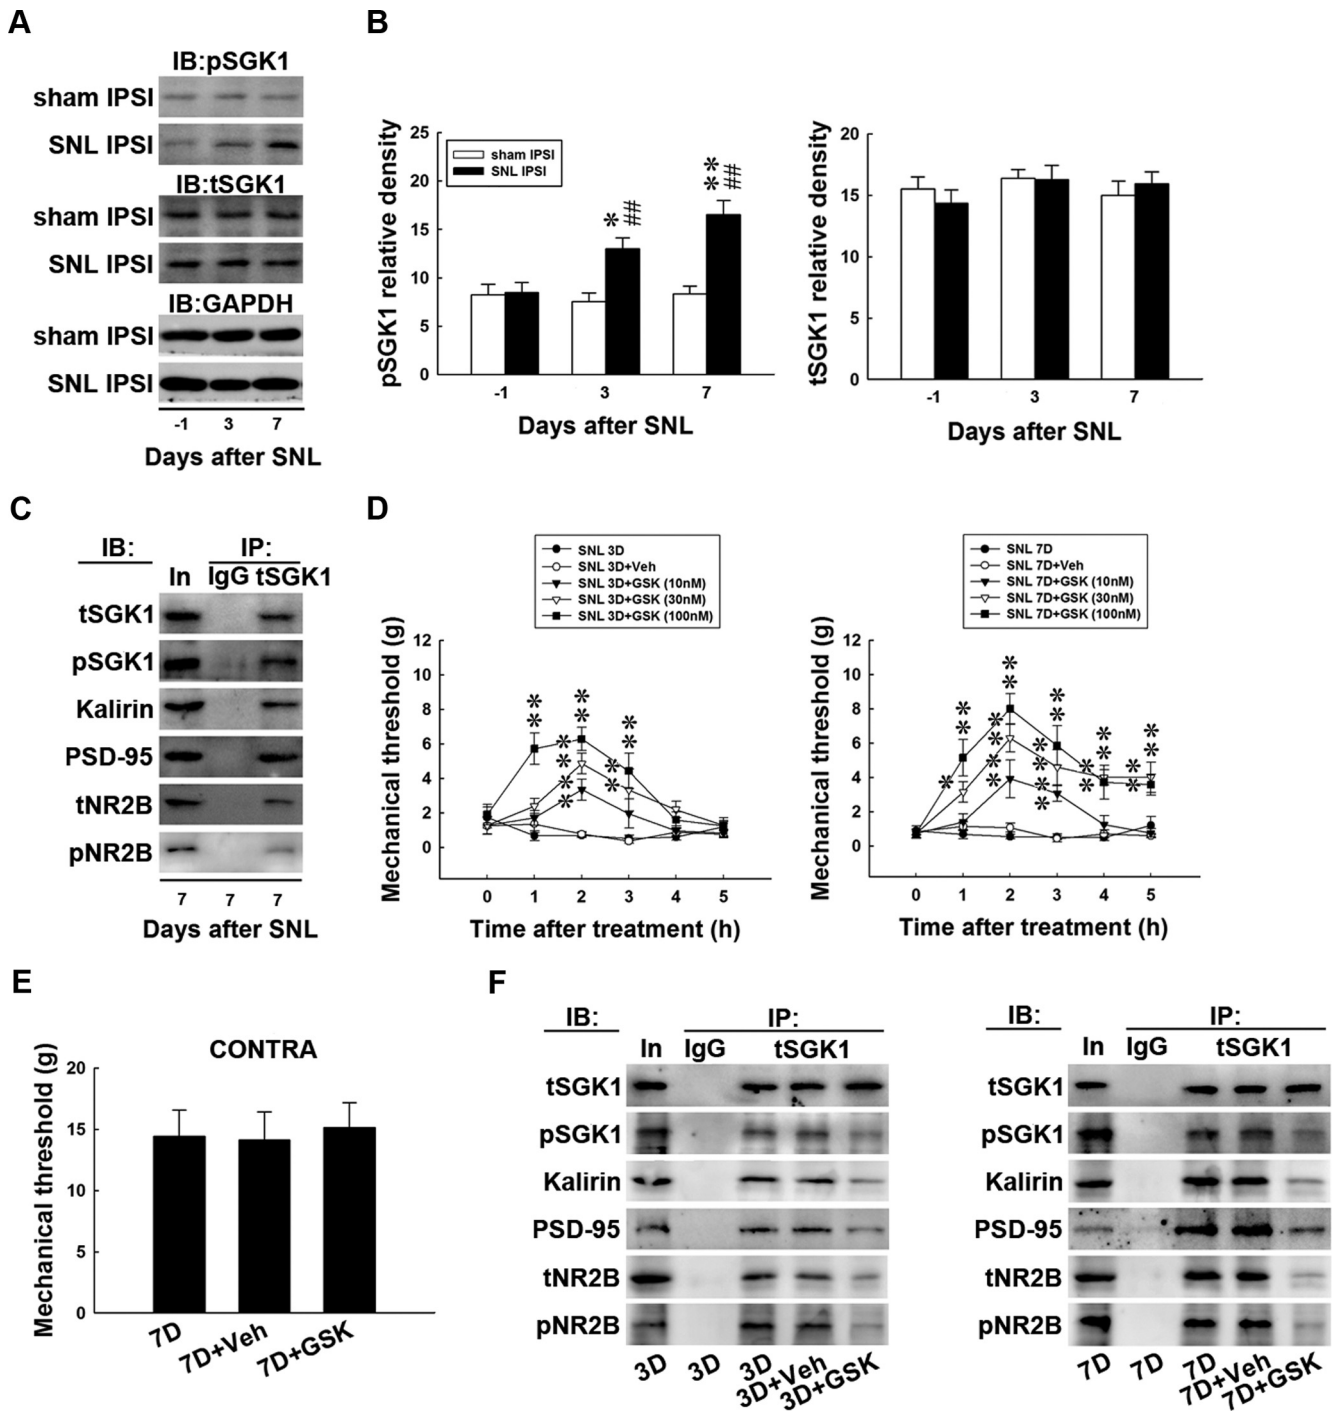 A
IB:pSGK1
sham IPSI
SNL IPSI
IB:tSGK1
sham IPSI
SNL IPSI
IB:GAPDH
sham IPSI
SNL IPSI
-1 3 7
Days after SNL
B
pSGK1 relative density
25
20
15
10
5
0
sham IPSI
SNL IPSI
* ##
** ##
-1 3 7
Days after SNL
tSGK1 relative density
20
15
10
5
0
-1 3 7
Days after SNL
C
IB: IP:
In IgG tSGK1
tSGK1
pSGK1
Kalirin
PSD-95
tNR2B
pNR2B
7 7 7
Days after SNL
D
SNL 3D
SNL 3D+Veh
SNL 3D+GSK (10nM)
SNL 3D+GSK (30nM)
SNL 3D+GSK (100nM)
Mechanical threshold (g)
12
10
8
6
4
2
0
** ** ** ** ** **
0 1 2 3 4 5
Time after treatment (h)
SNL 7D
SNL 7D+Veh
SNL 7D+GSK (10nM)
SNL 7D+GSK (30nM)
SNL 7D+GSK (100nM)
Mechanical threshold (g)
12
10
8
6
4
2
0
* ** ** ** ** ** ** ** ** ** ** **
0 1 2 3 4 5
Time after treatment (h)
E
CONTRA
Mechanical threshold (g)
20
15
10
5
0
7D 7D+Veh 7D+GSK
F
IB: IP:
In IgG tSGK1
tSGK1
pSGK1
Kalirin
PSD-95
tNR2B
pNR2B
3D 3D 3D 3D+Veh 3D+GSK
IB: IP:
In IgG tSGK1
tSGK1
pSGK1
Kalirin
PSD-95
tNR2B
pNR2B
7D 7D 7D 7D+Veh 7D+GSK